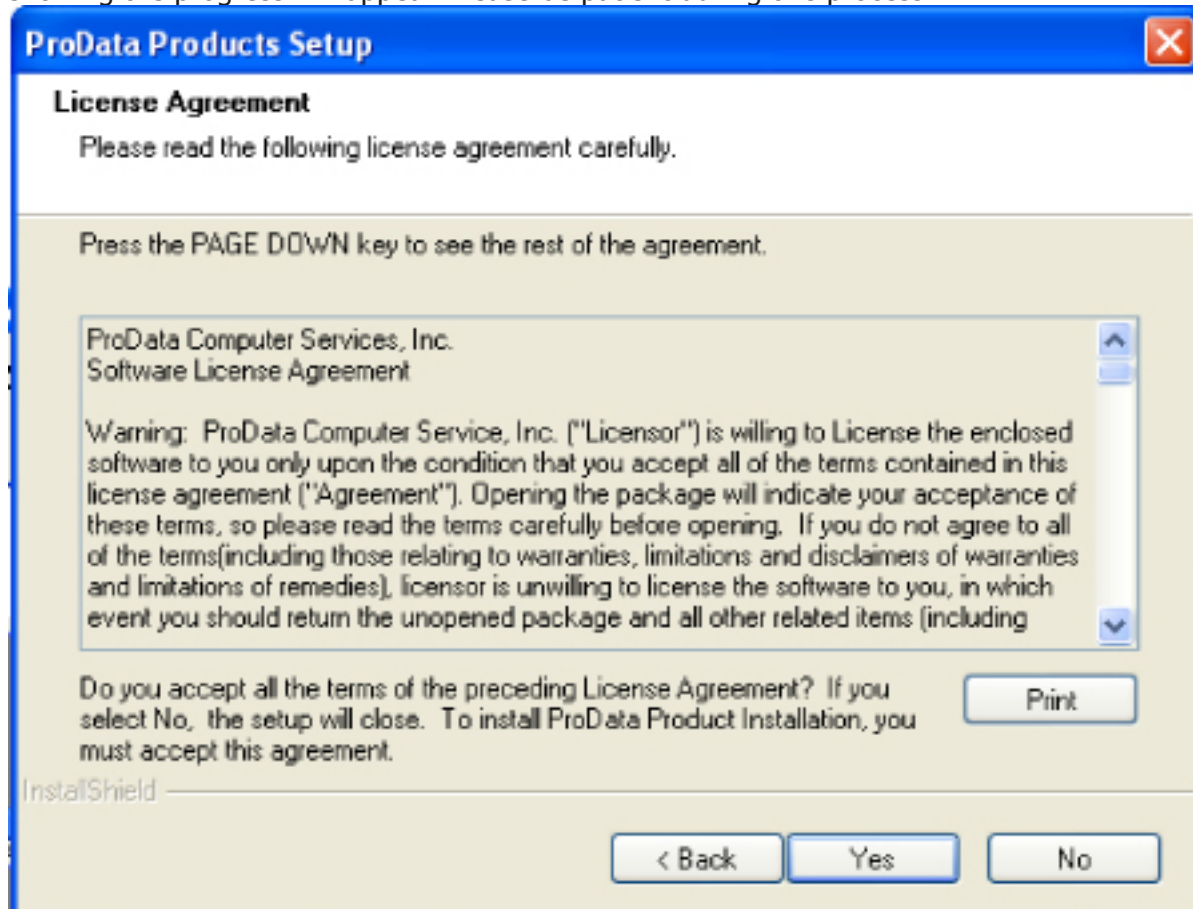 ProData Products Setup
License Agreement
Please read the following license agreement carefully.
Press the PAGE DOWN key to see the rest of the agreement.
ProData Computer Services, Inc.
Software License Agreement
Warning:  ProData Computer Service, Inc. ("Licensor") is willing to License the enclosed
software to you only upon the condition that you accept all of the terms contained in this
license agreement ("Agreement"). Opening the package will indicate your acceptance of
these terms, so please read the terms carefully before opening.  If you do not agree to all
of the terms(including those relating to warranties, limitations and disclaimers of warranties
and limitations of remedies), licensor is unwilling to license the software to you, in which
event you should return the unopened package and all other related items (including
Do you accept all the terms of the preceding License Agreement?  If you
select No,  the setup will close.  To install ProData Product Installation, you
must accept this agreement.
Print
InstallShield
< Back
Yes
No